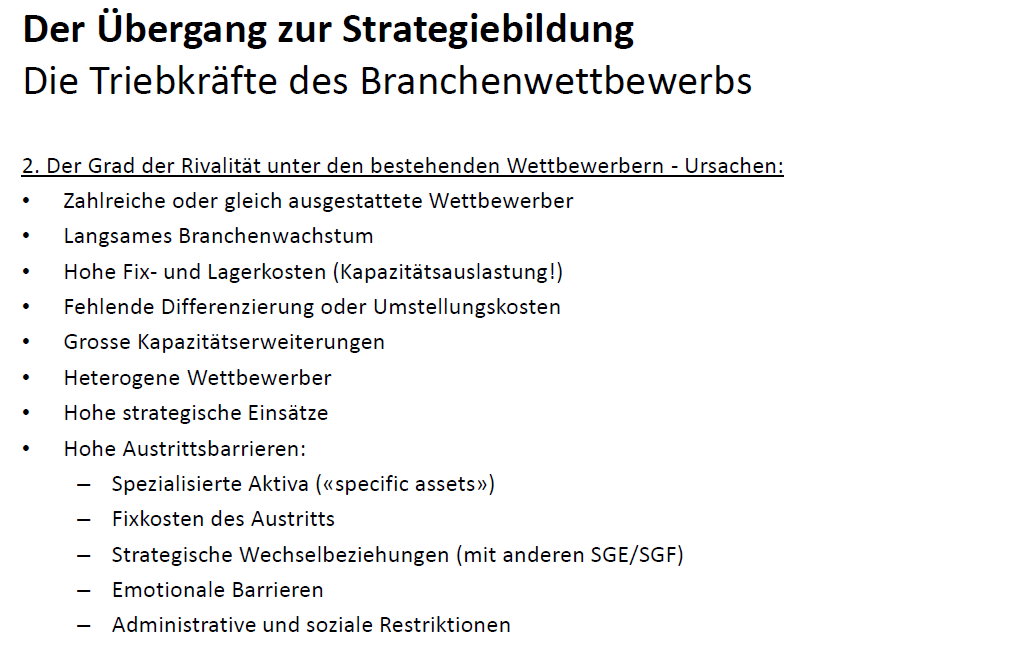 Der Übergang zur Strategiebildung
Die Triebkräfte des Branchenwettbewerbs
2. Der Grad der Rivalität unter den bestehenden Wettbewerbern - Ursachen:
• Zahlreiche oder gleich ausgestattete Wettbewerber
• Langsames Branchenwachstum
• Hohe Fix- und Lagerkosten (Kapazitätsauslastung!)
• Fehlende Differenzierung oder Umstellungskosten
• Grosse Kapazitätserweiterungen
• Heterogene Wettbewerber
• Hohe strategische Einsätze
• Hohe Austrittsbarrieren:
– Spezialisierte Aktiva («specific assets»)
– Fixkosten des Austritts
– Strategische Wechselbeziehungen (mit anderen SGE/SGF)
– Emotionale Barrieren
– Administrative und soziale Restriktionen